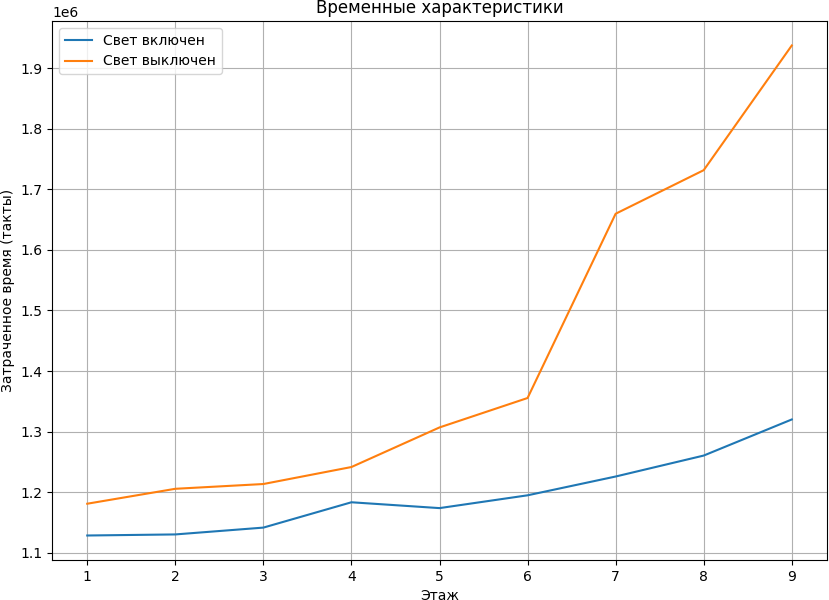 Временные характеристики
1e6
Свет включен
Свет выключен
1.9
1.8
1.7
1.6
1.5
1.4
1.3
1.2
1.1
Затраченное время (такты)
1 2 3 4 5 6 7 8 9
Этаж